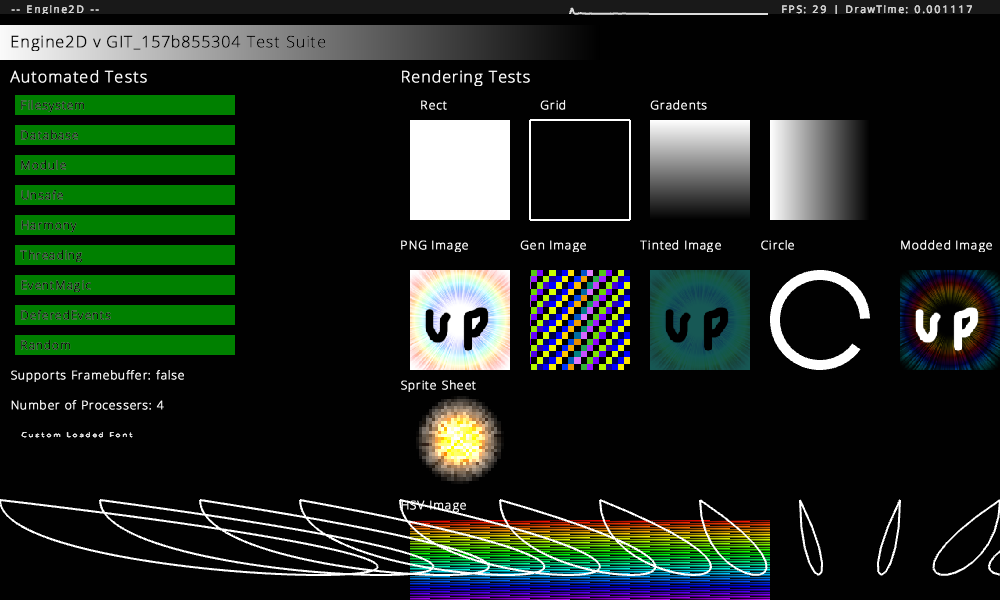 -- Engine2D --
FPS: 29 | DrawTime: 0.001117
Engine2D v GIT_157b855304 Test Suite
Automated Tests
Filesystem
Database
Module
Unsafe
Harmony
Threading
EventMagic
DeferedEvents
Random
Supports Framebuffer: false
Number of Processers: 4
Custom Loaded Font
Rendering Tests
Rect
Grid
Gradents
PNG Image
Gen Image
Tinted Image
Circle
Modded Image
UP
UP
UP
Sprite Sheet
HSV Image